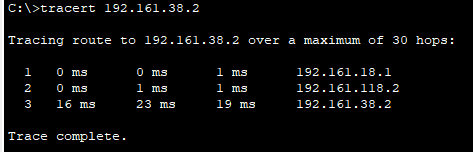 C:\>tracert 192.161.38.2
Tracing route to 192.161.38.2 over a maximum of 30 hops:
1 0 ms 0 ms 1 ms 192.161.18.1
2 0 ms 1 ms 1 ms 192.161.118.2
3 16 ms 23 ms 19 ms 192.161.38.2
Trace complete.